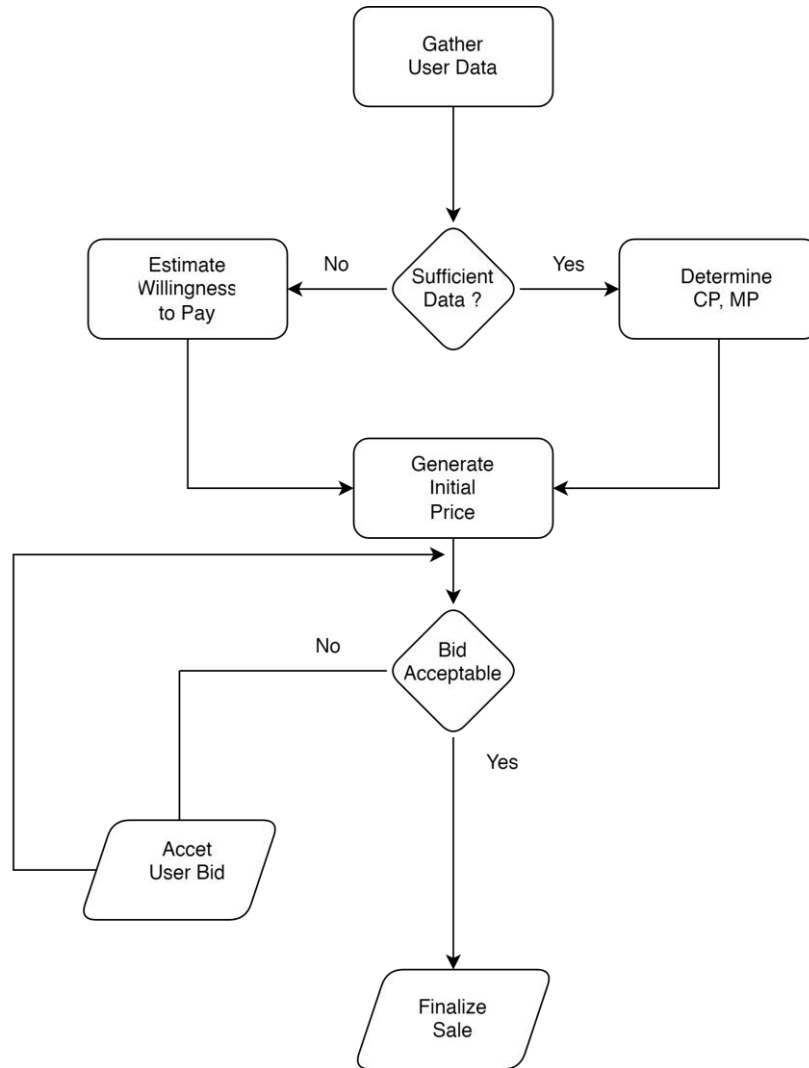 Gather
User Data
No
Yes
Estimate
Willingness
to Pay
Sufficient
Data ?
Determine
CP, MP
Generate
Initial
Price
No
Bid
Acceptable
Yes
Accet
User Bid
Finalize
Sale